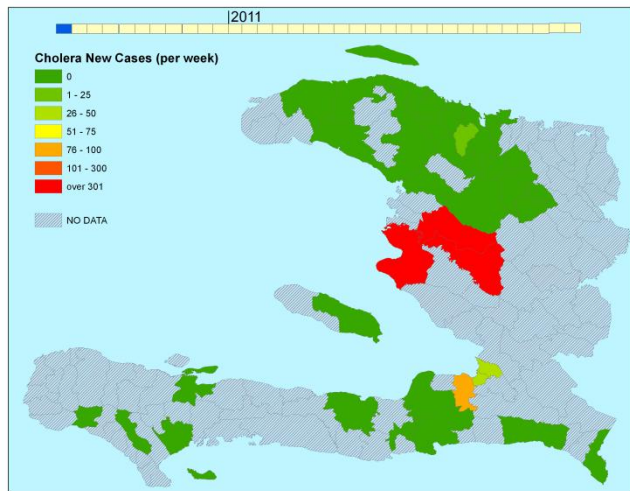 2011
Cholera New Cases (per week)
0
1 - 25
26 - 50
51 - 75
76 - 100
101 - 300
over 301
NO DATA